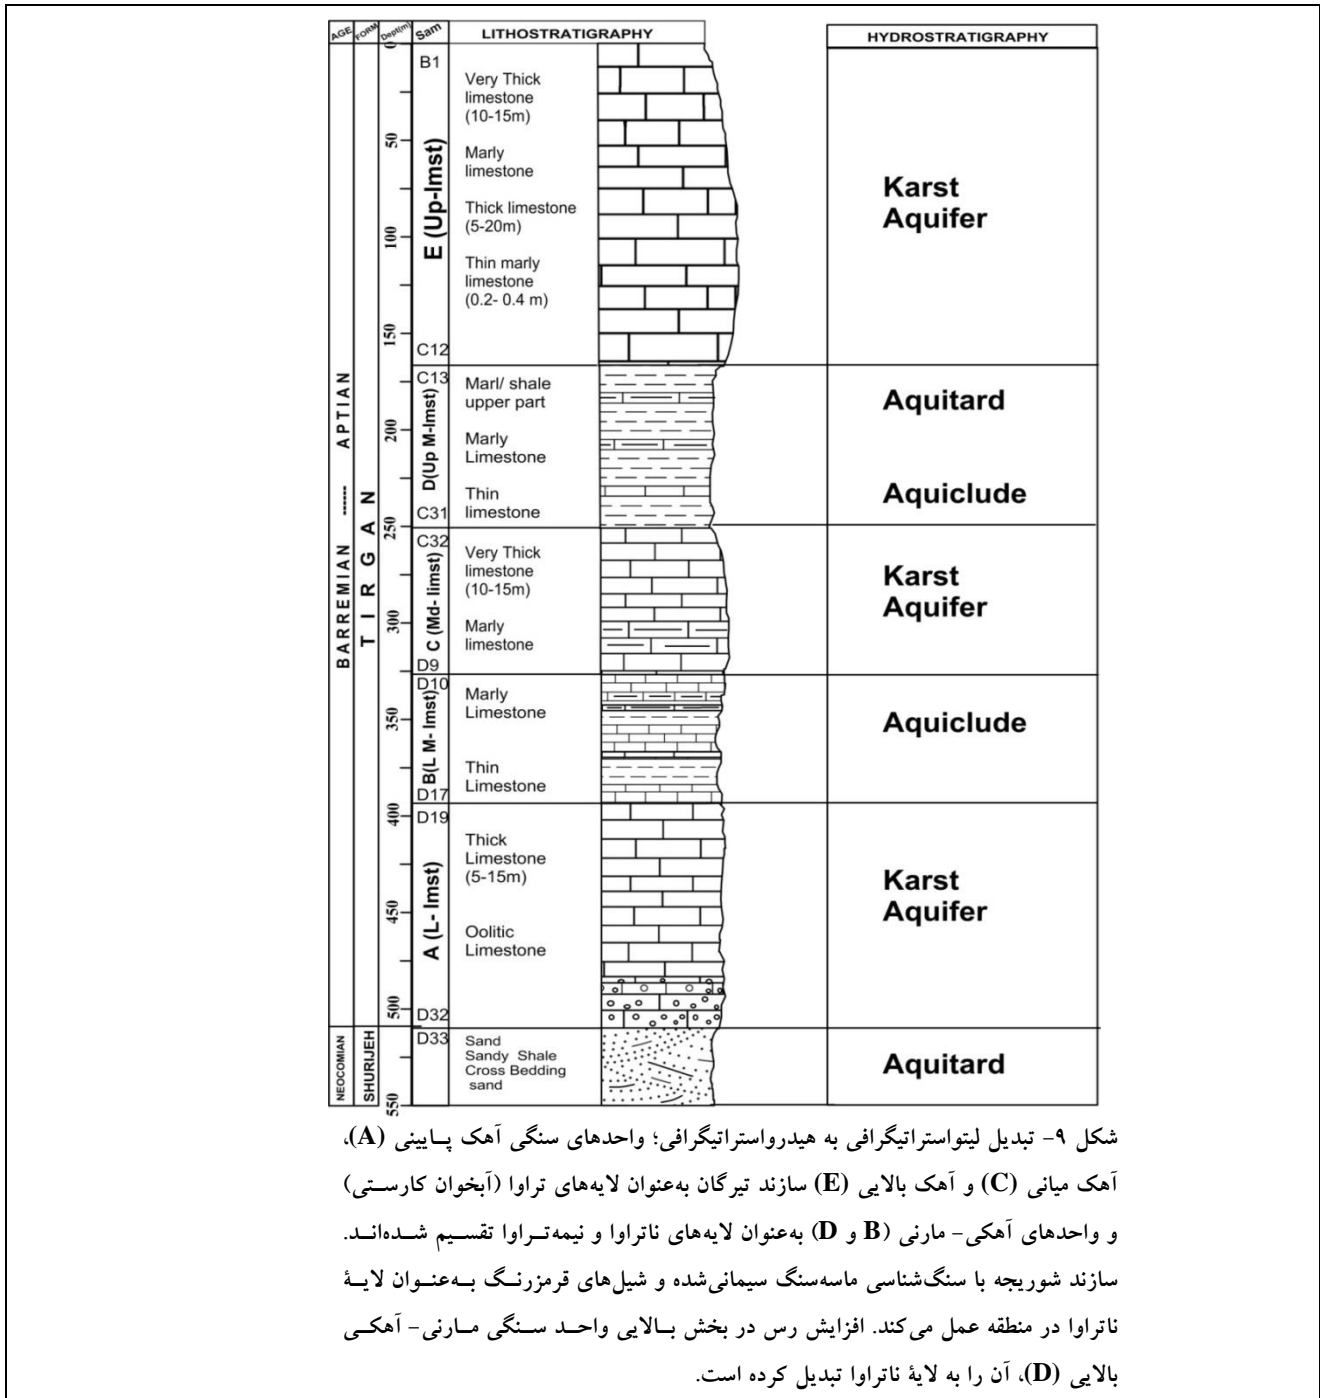 AGE FORM Dept(m) Sam LITHOSTRATIGRAPHY HYDROSTRATIGRAPHY
0
50
100
150
200
250
300
350
400
450
500
550
BARREMIAN ------ APTIAN
NEOCOMIAN
TIRGAN
SHURIJEH
B1
E (Up-lmst)
C12
Very Thick
limestone
(10-15m)
Marly
limestone
Thick limestone
(5-20m)
Thin marly
limestone
(0.2- 0.4 m)
Karst
Aquifer
C13
D(Up M-lmst)
C31
Marl/ shale
upper part
Marly
Limestone
Thin
limestone
Aquitard
Aquiclude
C32
C (Md- limst)
D9
Very Thick
limestone
(10-15m)
Marly
limestone
Karst
Aquifer
D10
B(L M- lmst)
D17
Marly
Limestone
Thin
Limestone
Aquiclude
D19
A (L- lmst)
D32
Thick
Limestone
(5-15m)
Oolitic
Limestone
Karst
Aquifer
D33
Sand
Sandy Shale
Cross Bedding
sand
Aquitard
شکل ۹- تبدیل لیتواستراتیگرافی به هیدرواستراتیگرافی؛ واحدهای سنگی آهک پایینی (A)،
آهک میانی (C) و آهک بالایی (E) سازند تیرگان به‌عنوان لایه‌های تراوا (آبخوان کارستی)
و واحدهای آهکی- مارنی (B و D) به‌عنوان لایه‌های ناتراوا و نیمه‌تراوا تقسیم شده‌اند.
سازند شوریجه با سنگ‌شناسی ماسه‌سنگ سیمانی‌شده و شیل‌های قرمزرنگ به‌عنوان لایۀ
ناتراوا در منطقه عمل می‌کند. افزایش رس در بخش بالایی واحد سنگی مارنی- آهکی
بالایی (D)، آن را به لایۀ ناتراوا تبدیل کرده است.